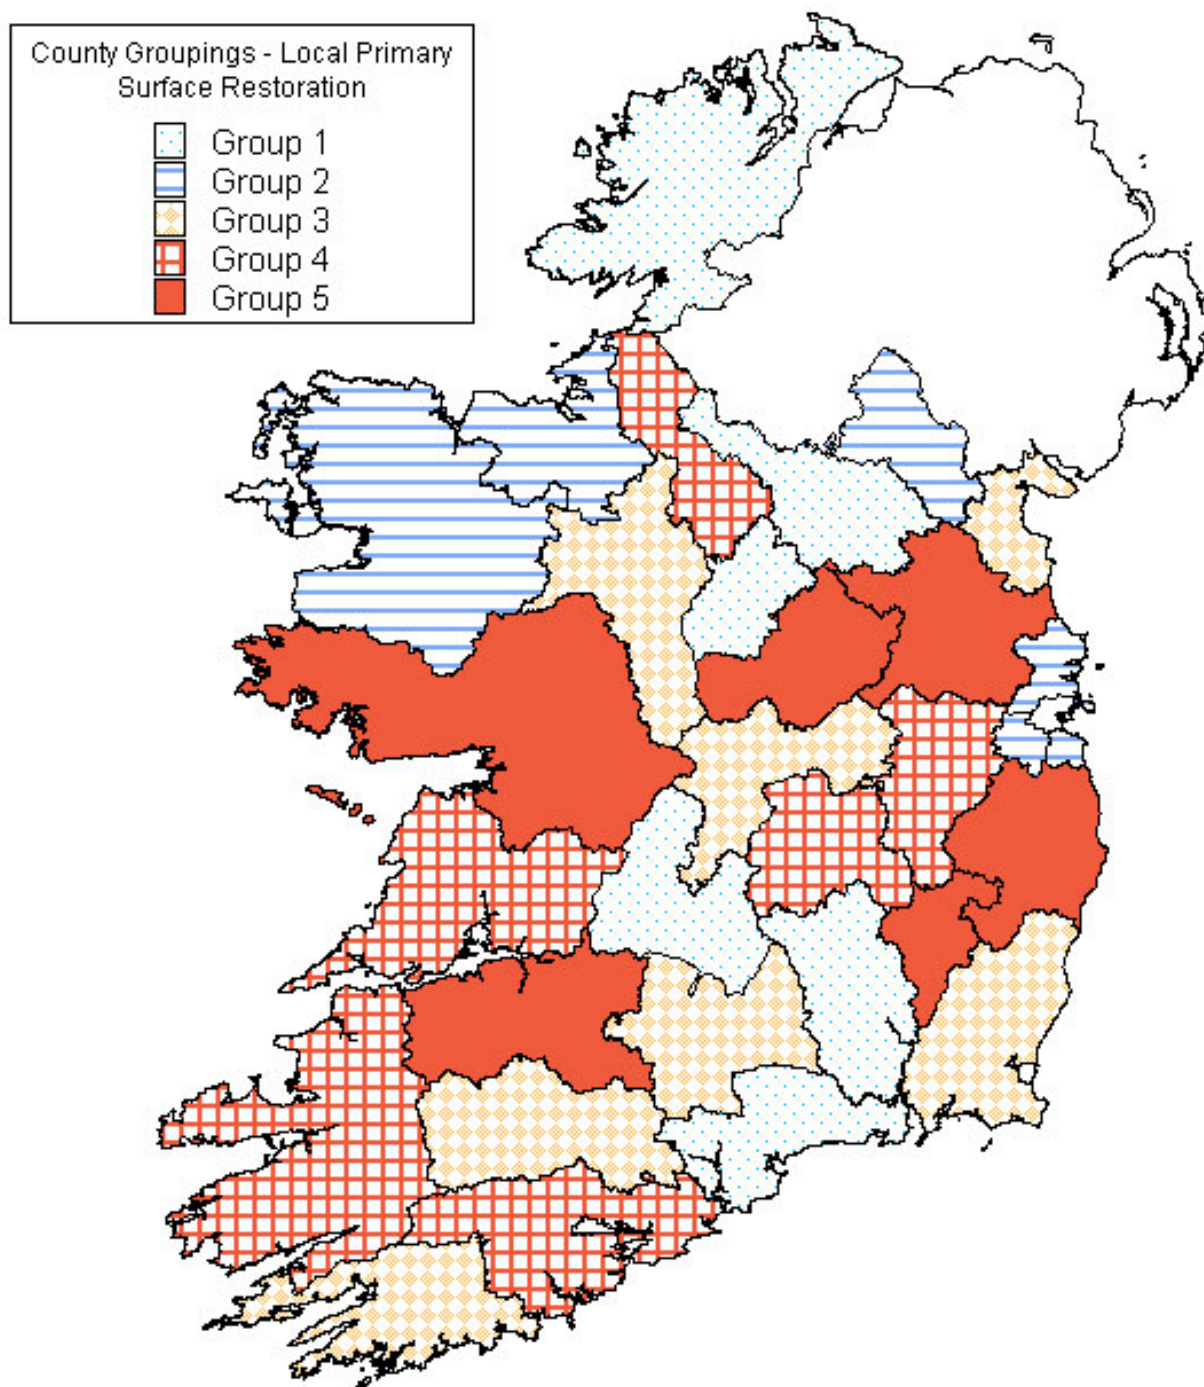 County Groupings - Local Primary
Surface Restoration
Group 1
Group 2
Group 3
Group 4
Group 5